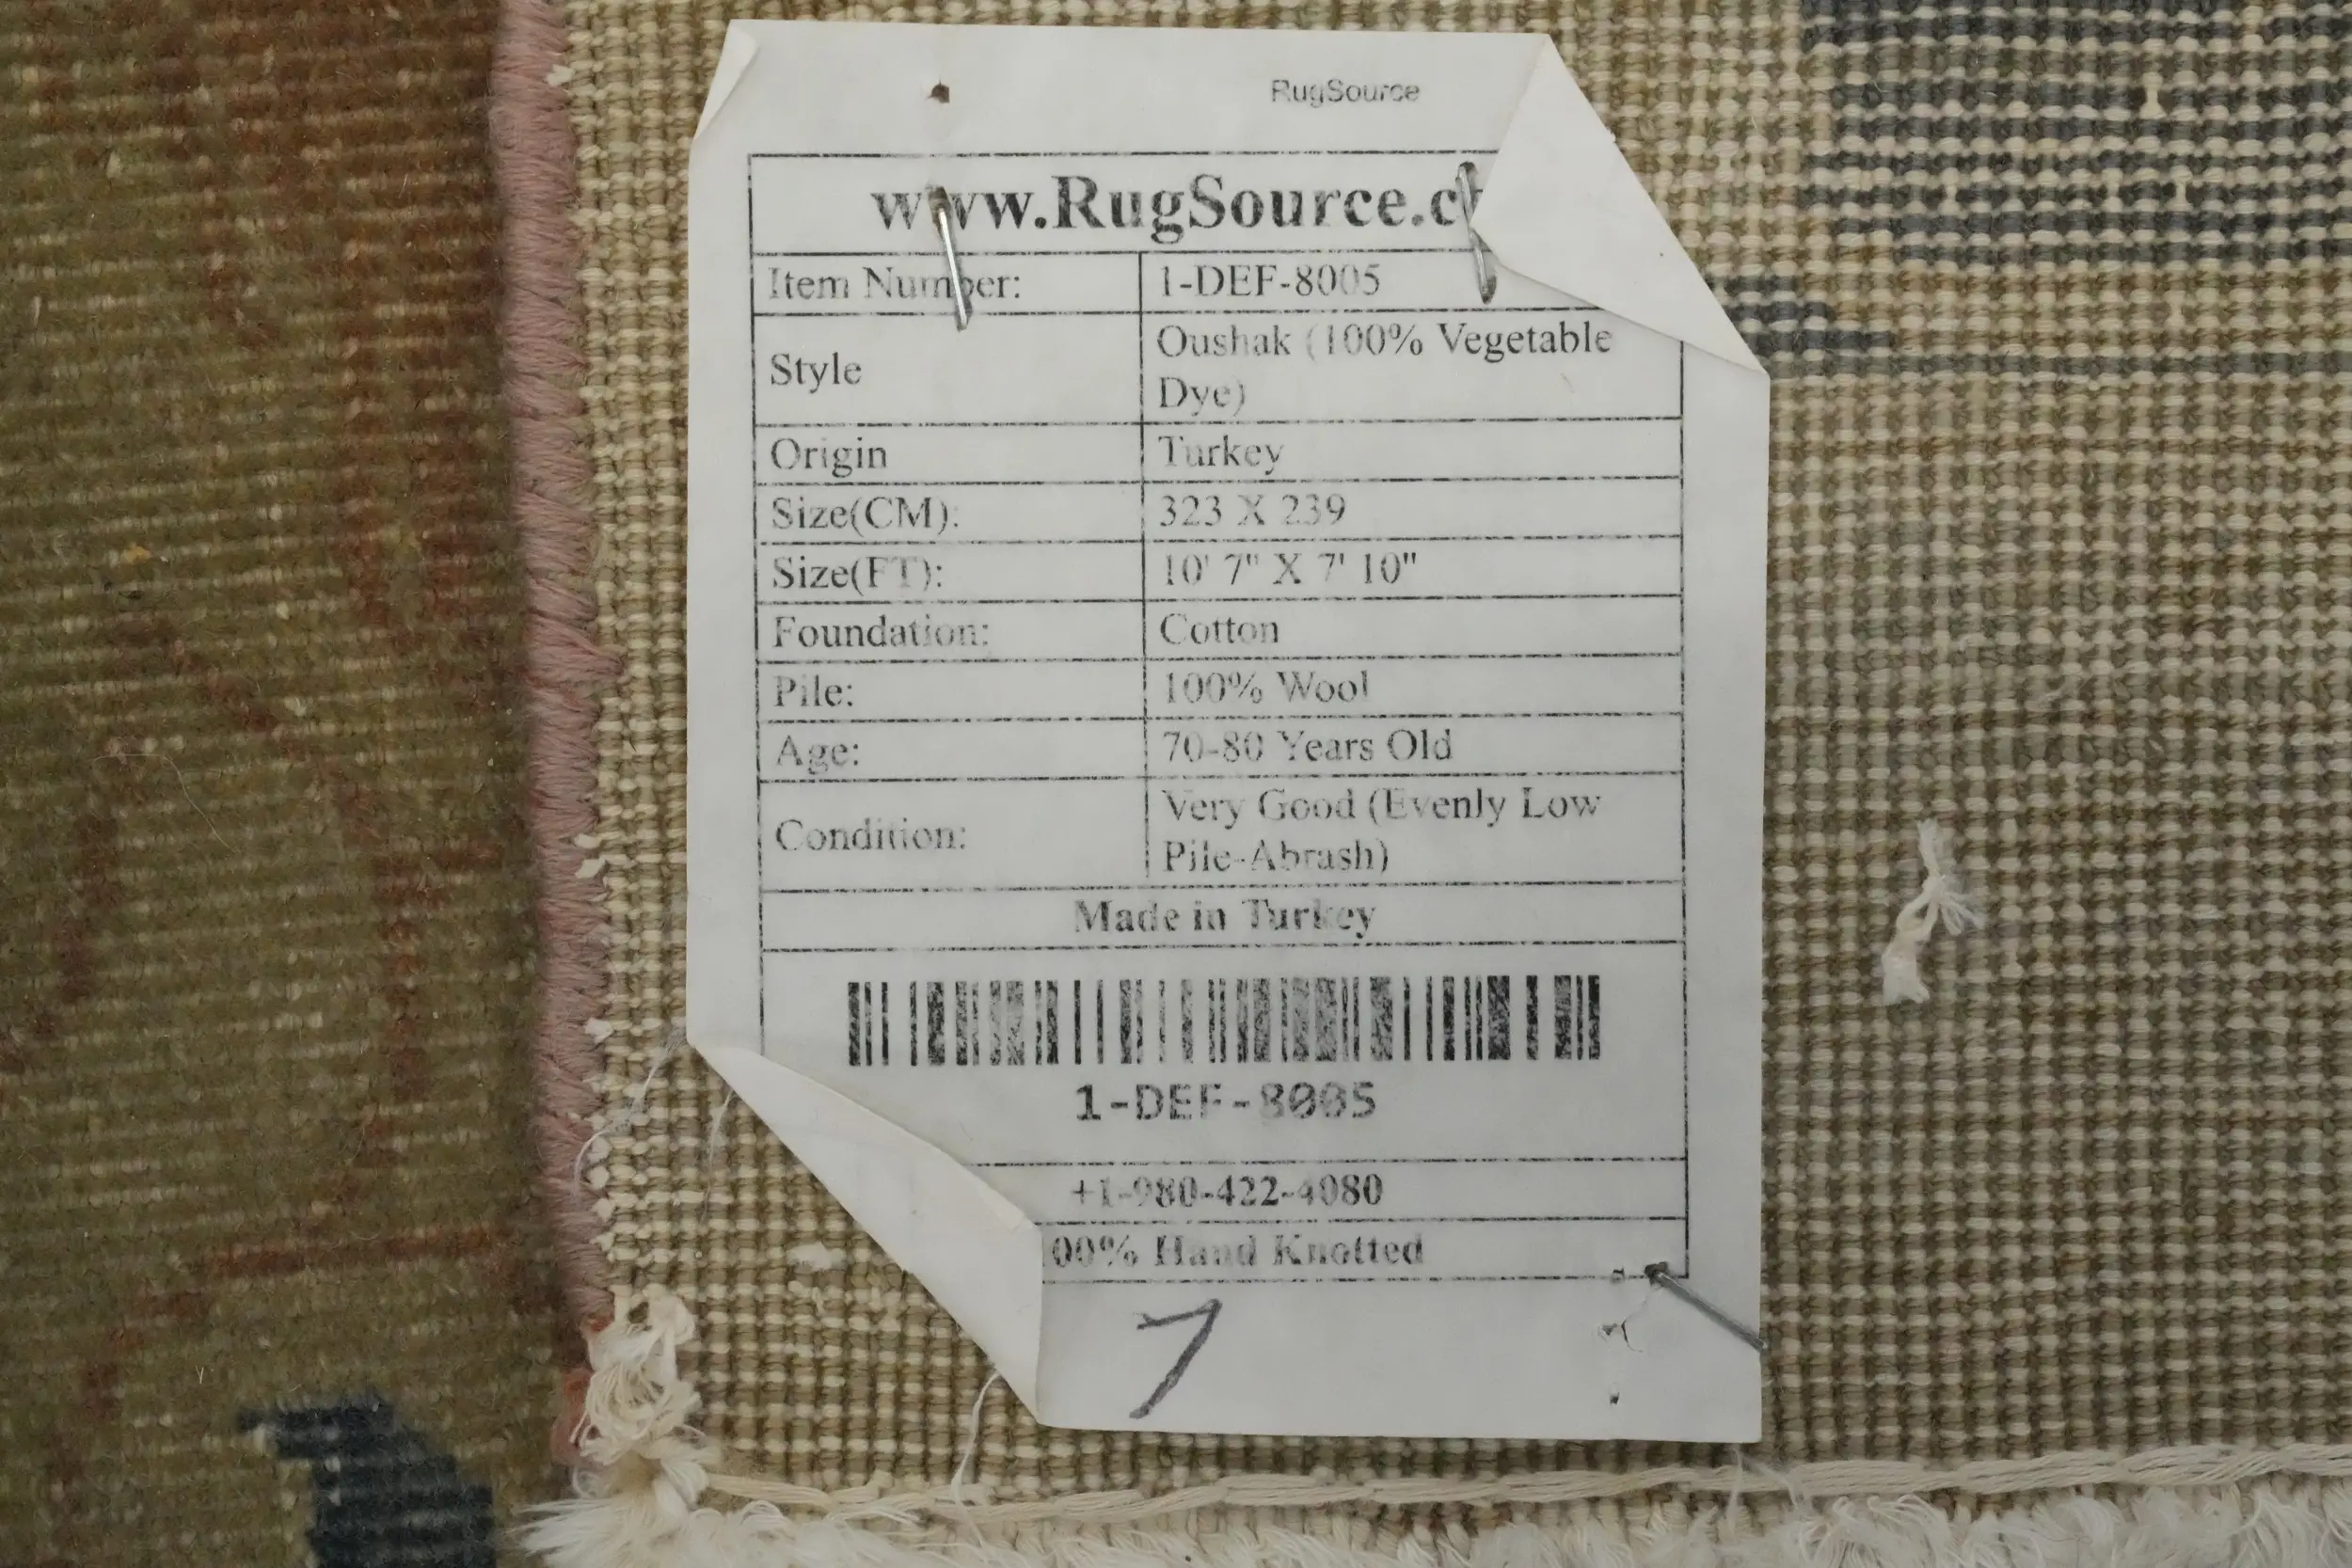 RugSource
www.RugSource.c
Item Number: 1-DEF-8005
Style Oushak (100% Vegetable
Dye)
Origin Turkey
Size(CM): 323 X 239
Size(FT): 10' 7" X 7' 10"
Foundation: Cotton
Pile: 100% Wool
Age: 70-80 Years Old
Condition: Very Good (Evenly Low
Pile-Abrash)
Made in Turkey
1-DEF-8005
+1-980-422-4080
00% Hand Knotted
7